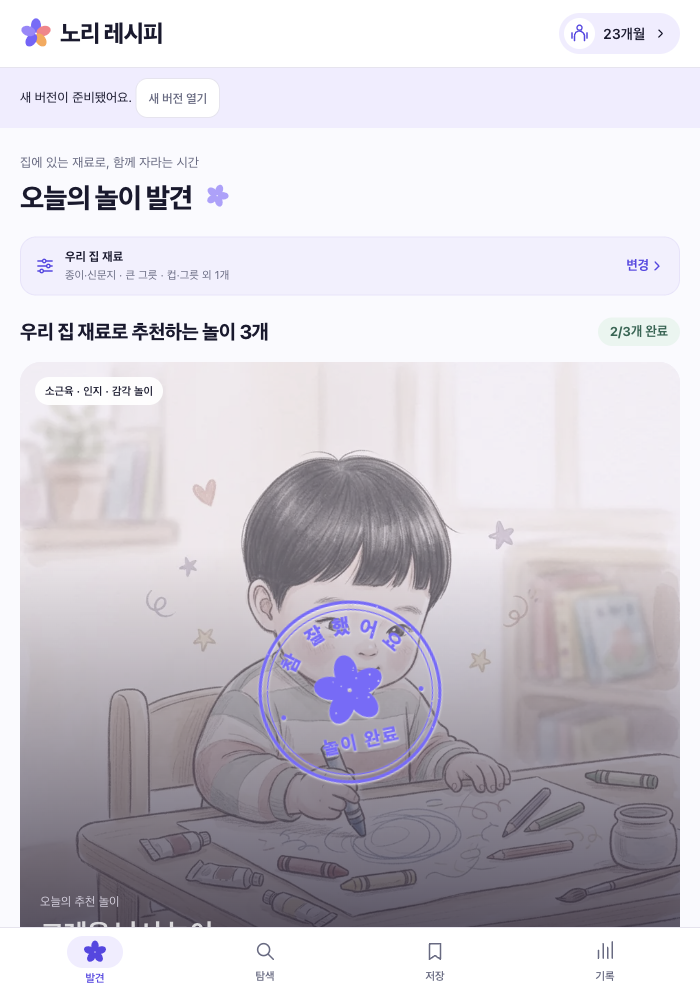 노리 레시피
23개월
새 버전이 준비됐어요.
새 버전 열기
집에 있는 재료로, 함께 자라는 시간
오늘의 놀이 발견
우리 집 재료
종이·신문지 · 큰 그릇 · 컵·그릇 외 1개
변경
우리 집 재료로 추천하는 놀이 3개
2/3개 완료
소근육 · 인지 · 감각 놀이
참 잘 했 어 요
놀이 완료
오늘의 추천 놀이
발견
탐색
저장
기록